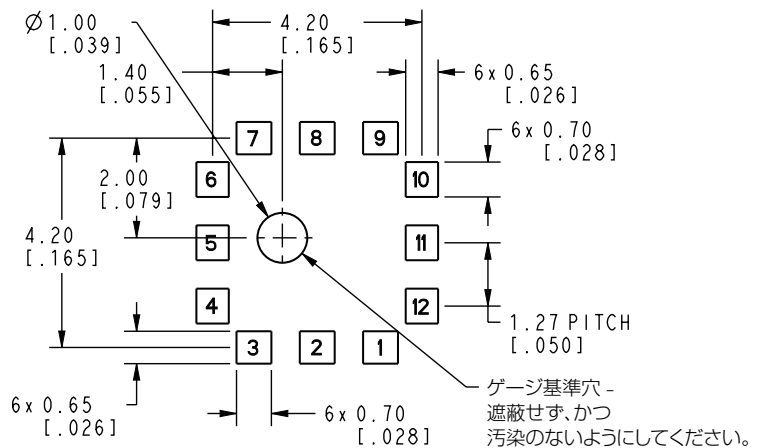 Ø1.00
[.039]
4.20
[.165]
1.40
[.055]
6x 0.65
[.026]
6x 0.70
[.028]
7
8
9
2.00
[.079]
6
10
4.20
[.165]
5
11
4
12
1.27 PITCH
[.050]
3
2
1
6x 0.65
[.026]
6x 0.70
[.028]
ゲージ基準穴 -
遮蔽せず、かつ
汚染のないようにしてください。